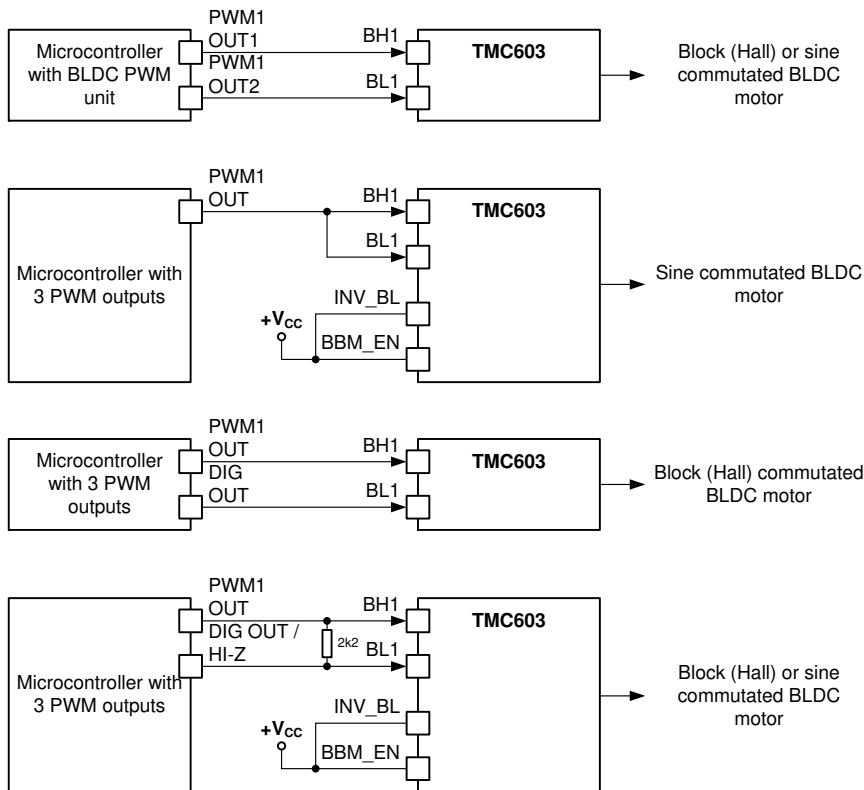 PWM1
OUT1
PWM1
OUT2
Microcontroller
with BLDC PWM
unit
BH1
BL1
TMC603
Block (Hall) or sine
commutated BLDC
motor
PWM1
OUT
Microcontroller with
3 PWM outputs
BH1
BL1
INV_BL
+VCC
BBM_EN
TMC603
Sine commutated BLDC
motor
PWM1
OUT
DIG
OUT
Microcontroller
with 3 PWM
outputs
BH1
BL1
TMC603
Block (Hall) commutated
BLDC motor
PWM1
OUT
DIG OUT /
HI-Z
Microcontroller with
3 PWM outputs
BH1
2k2
BL1
INV_BL
+VCC
BBM_EN
TMC603
Block (Hall) or sine
commutated BLDC
motor